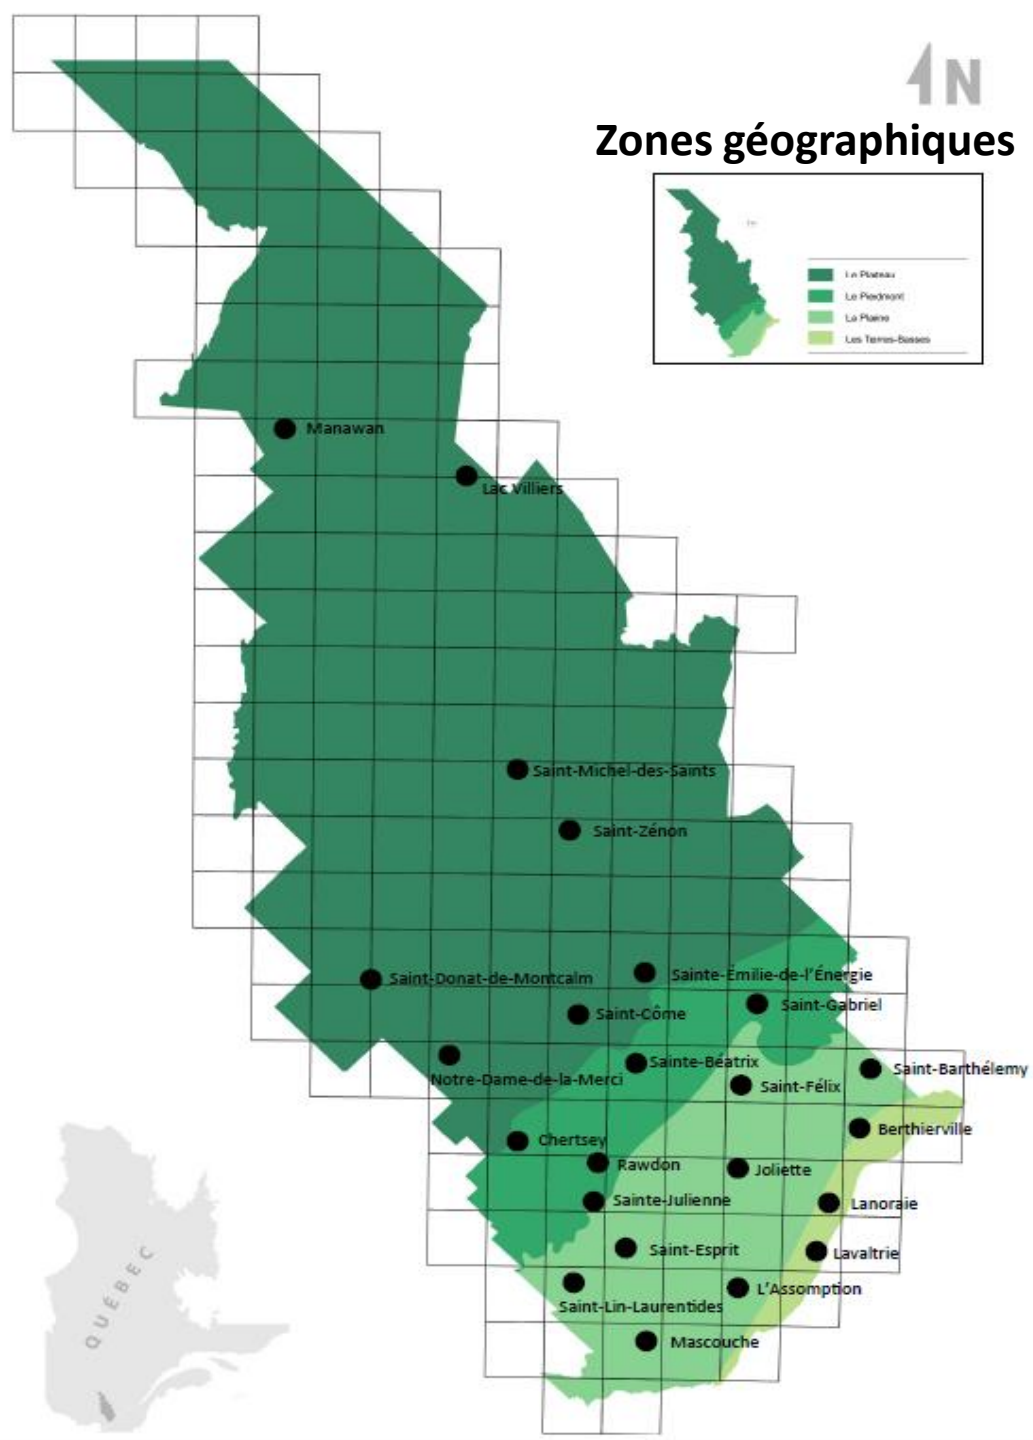 N
Zones géographiques
Le Plateau
Le Piedmont
La Plaine
Les Terres-Basses
Manawan
Lac Villiers
Saint-Michel-des-Saints
Saint-Zénon
Saint-Donat-de-Montcalm
Sainte-Émilie-de-l'Énergie
Saint-Gabriel
Saint-Côme
Notre-Dame-de-la-Merci
Sainte-Béatrix
Saint-Félix
Saint-Barthélemy
Berthierville
Chertsey
Rawdon
Joliette
Sainte-Julienne
Lanoraie
Saint-Esprit
Lavaltrie
L'Assomption
Saint-Lin-Laurentides
Mascouche
QUÉBEC